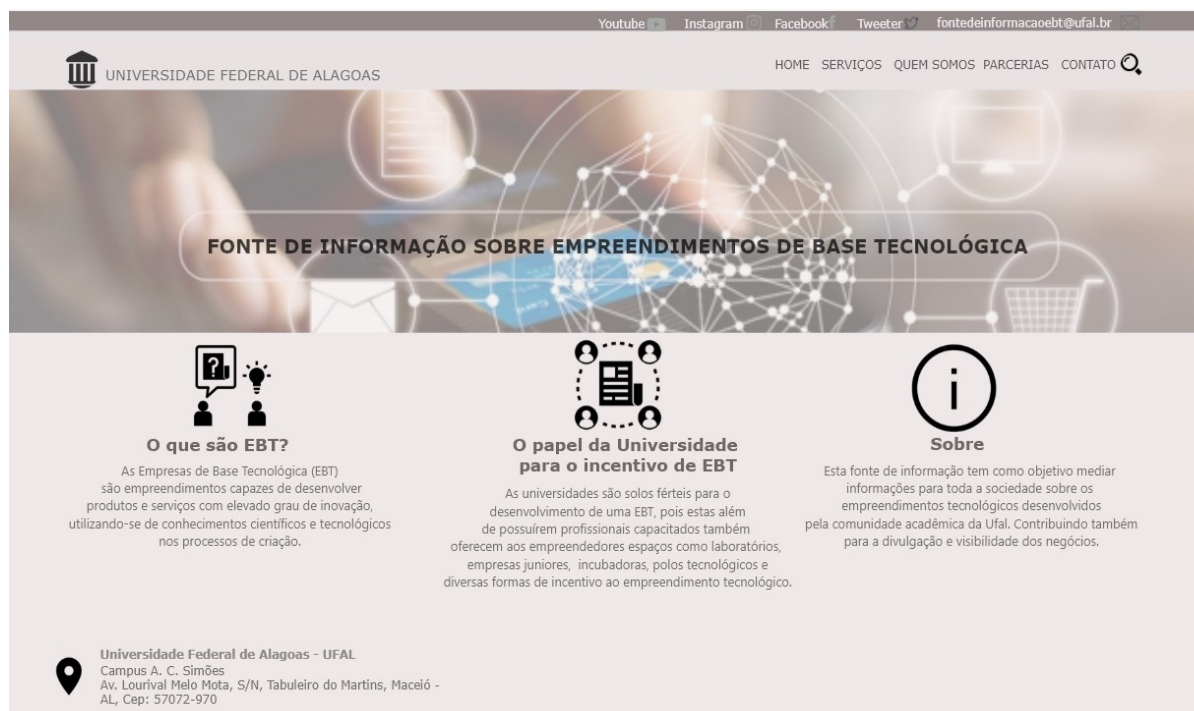 Youtube Instagram Facebook Tweeter fontedeinformacaoebt@ufal.br
UNIVERSIDADE FEDERAL DE ALAGOAS
HOME SERVIÇOS QUEM SOMOS PARCERIAS CONTATO
FONTE DE INFORMAÇÃO SOBRE EMPREENDIMENTOS DE BASE TECNOLÓGICA
O que são EBT?
As Empresas de Base Tecnológica (EBT)
são empreendimentos capazes de desenvolver
produtos e serviços com elevado grau de inovação,
utilizando-se de conhecimentos científicos e tecnológicos
nos processos de criação.
O papel da Universidade
para o incentivo de EBT
As universidades são solos férteis para o
desenvolvimento de uma EBT, pois estas além
de possuírem profissionais capacitados também
oferecem aos empreendedores espaços como laboratórios,
empresas juniores, incubadoras, polos tecnológicos e
diversas formas de incentivo ao empreendimento tecnológico.
Sobre
Esta fonte de informação tem como objetivo mediar
informações para toda a sociedade sobre os
empreendimentos tecnológicos desenvolvidos
pela comunidade acadêmica da Ufal. Contribuindo também
para a divulgação e visibilidade dos negócios.
Universidade Federal de Alagoas - UFAL
Campus A. C. Simões
Av. Lourival Melo Mota, S/N, Tabuleiro do Martins, Maceió -
AL, Cep: 57072-970